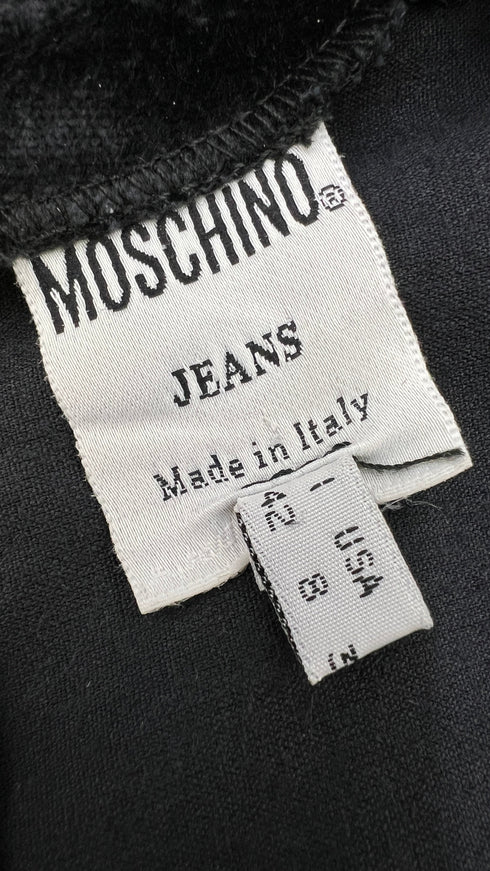 MOSCHINO®
JEANS
Made in Italy
I USA
42 8